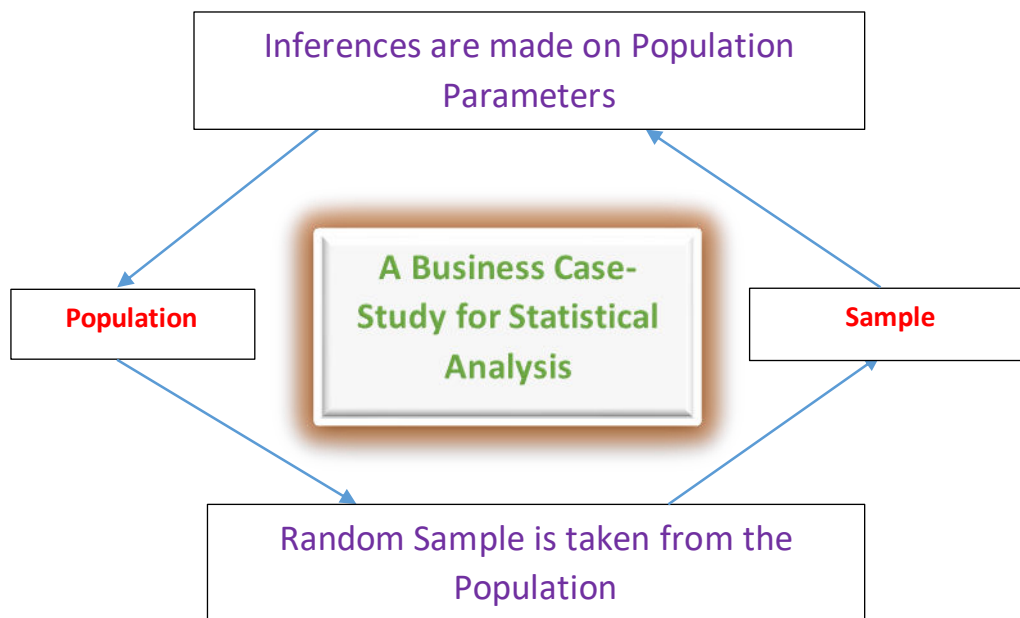 Inferences are made on Population
Parameters
A Business Case-
Study for Statistical
Analysis
Population
Sample
Random Sample is taken from the
Population